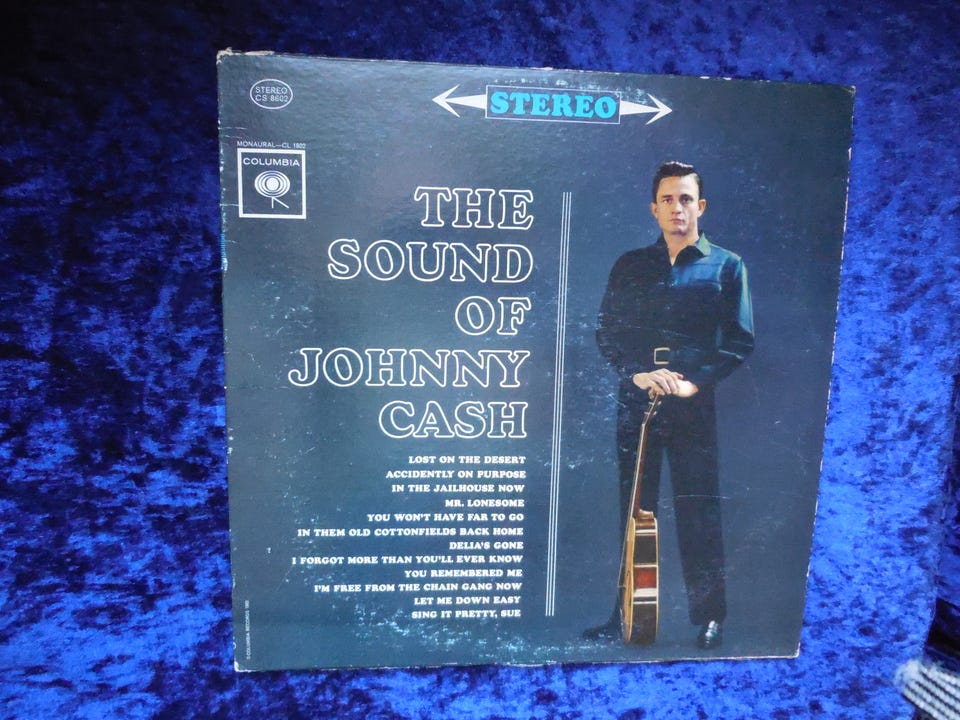 STEREO
CS 8602
STEREO
MONAURAL—CL 1802
COLUMBIA
THE
SOUND
OF
JOHNNY
CASH
LOST ON THE DESERT
ACCIDENTLY ON PURPOSE
IN THE JAILHOUSE NOW
MR. LONESOME
YOU WON'T HAVE FAR TO GO
IN THEM OLD COTTONFIELDS BACK HOME
DELIA'S GONE
I FORGOT MORE THAN YOU'LL EVER KNOW
YOU REMEMBERED ME
I'M FREE FROM THE CHAIN GANG NOW
LET ME DOWN EASY
SING IT PRETTY, SUE
© COLUMBIA RECORDS